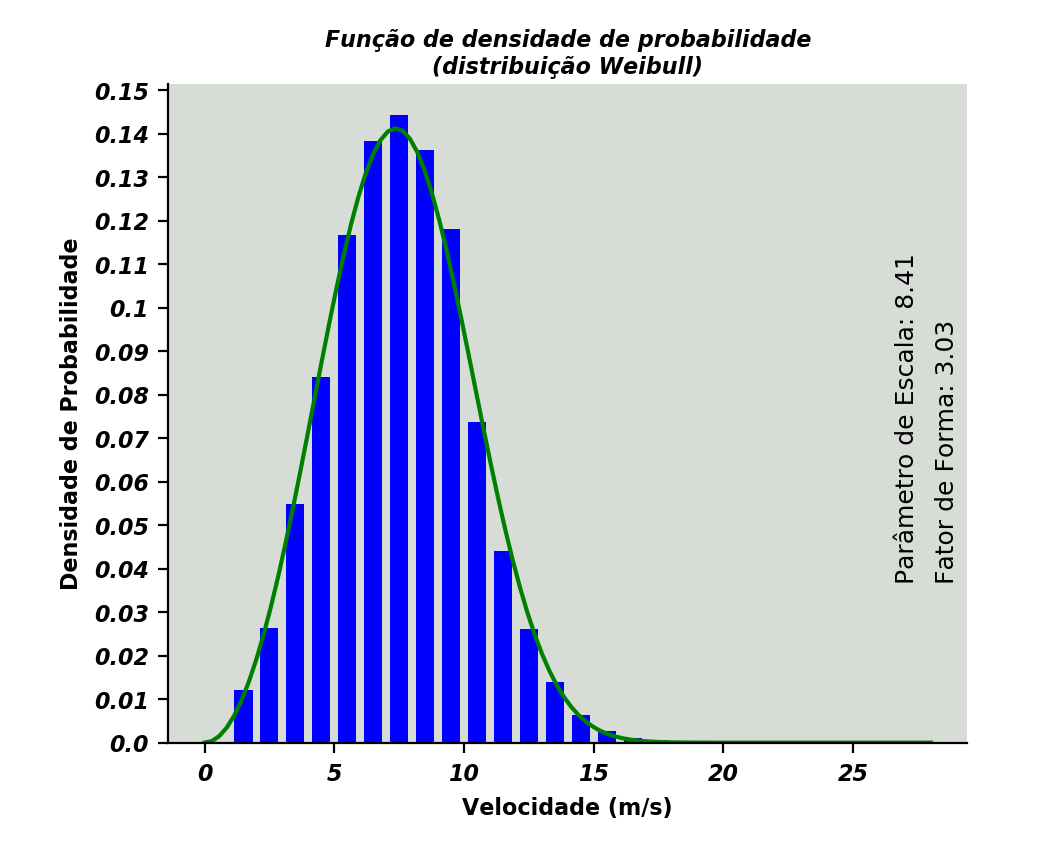 Função de densidade de probabilidade
(distribuição Weibull)
0.15
0.14
0.13
0.12
0.11
0.1
0.09
0.08
0.07
0.06
0.05
0.04
0.03
0.02
0.01
0.0
Densidade de Probabilidade
0 5 10 15 20 25
Velocidade (m/s)
Parâmetro de Escala: 8.41
Fator de Forma: 3.03